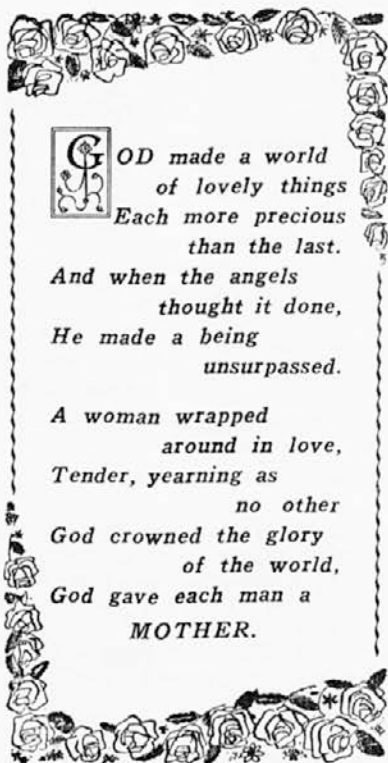 GOD made a world
of lovely things
Each more precious
than the last.
And when the angels
thought it done,
He made a being
unsurpassed.
A woman wrapped
around in love,
Tender, yearning as
no other
God crowned the glory
of the world,
God gave each man a
MOTHER.